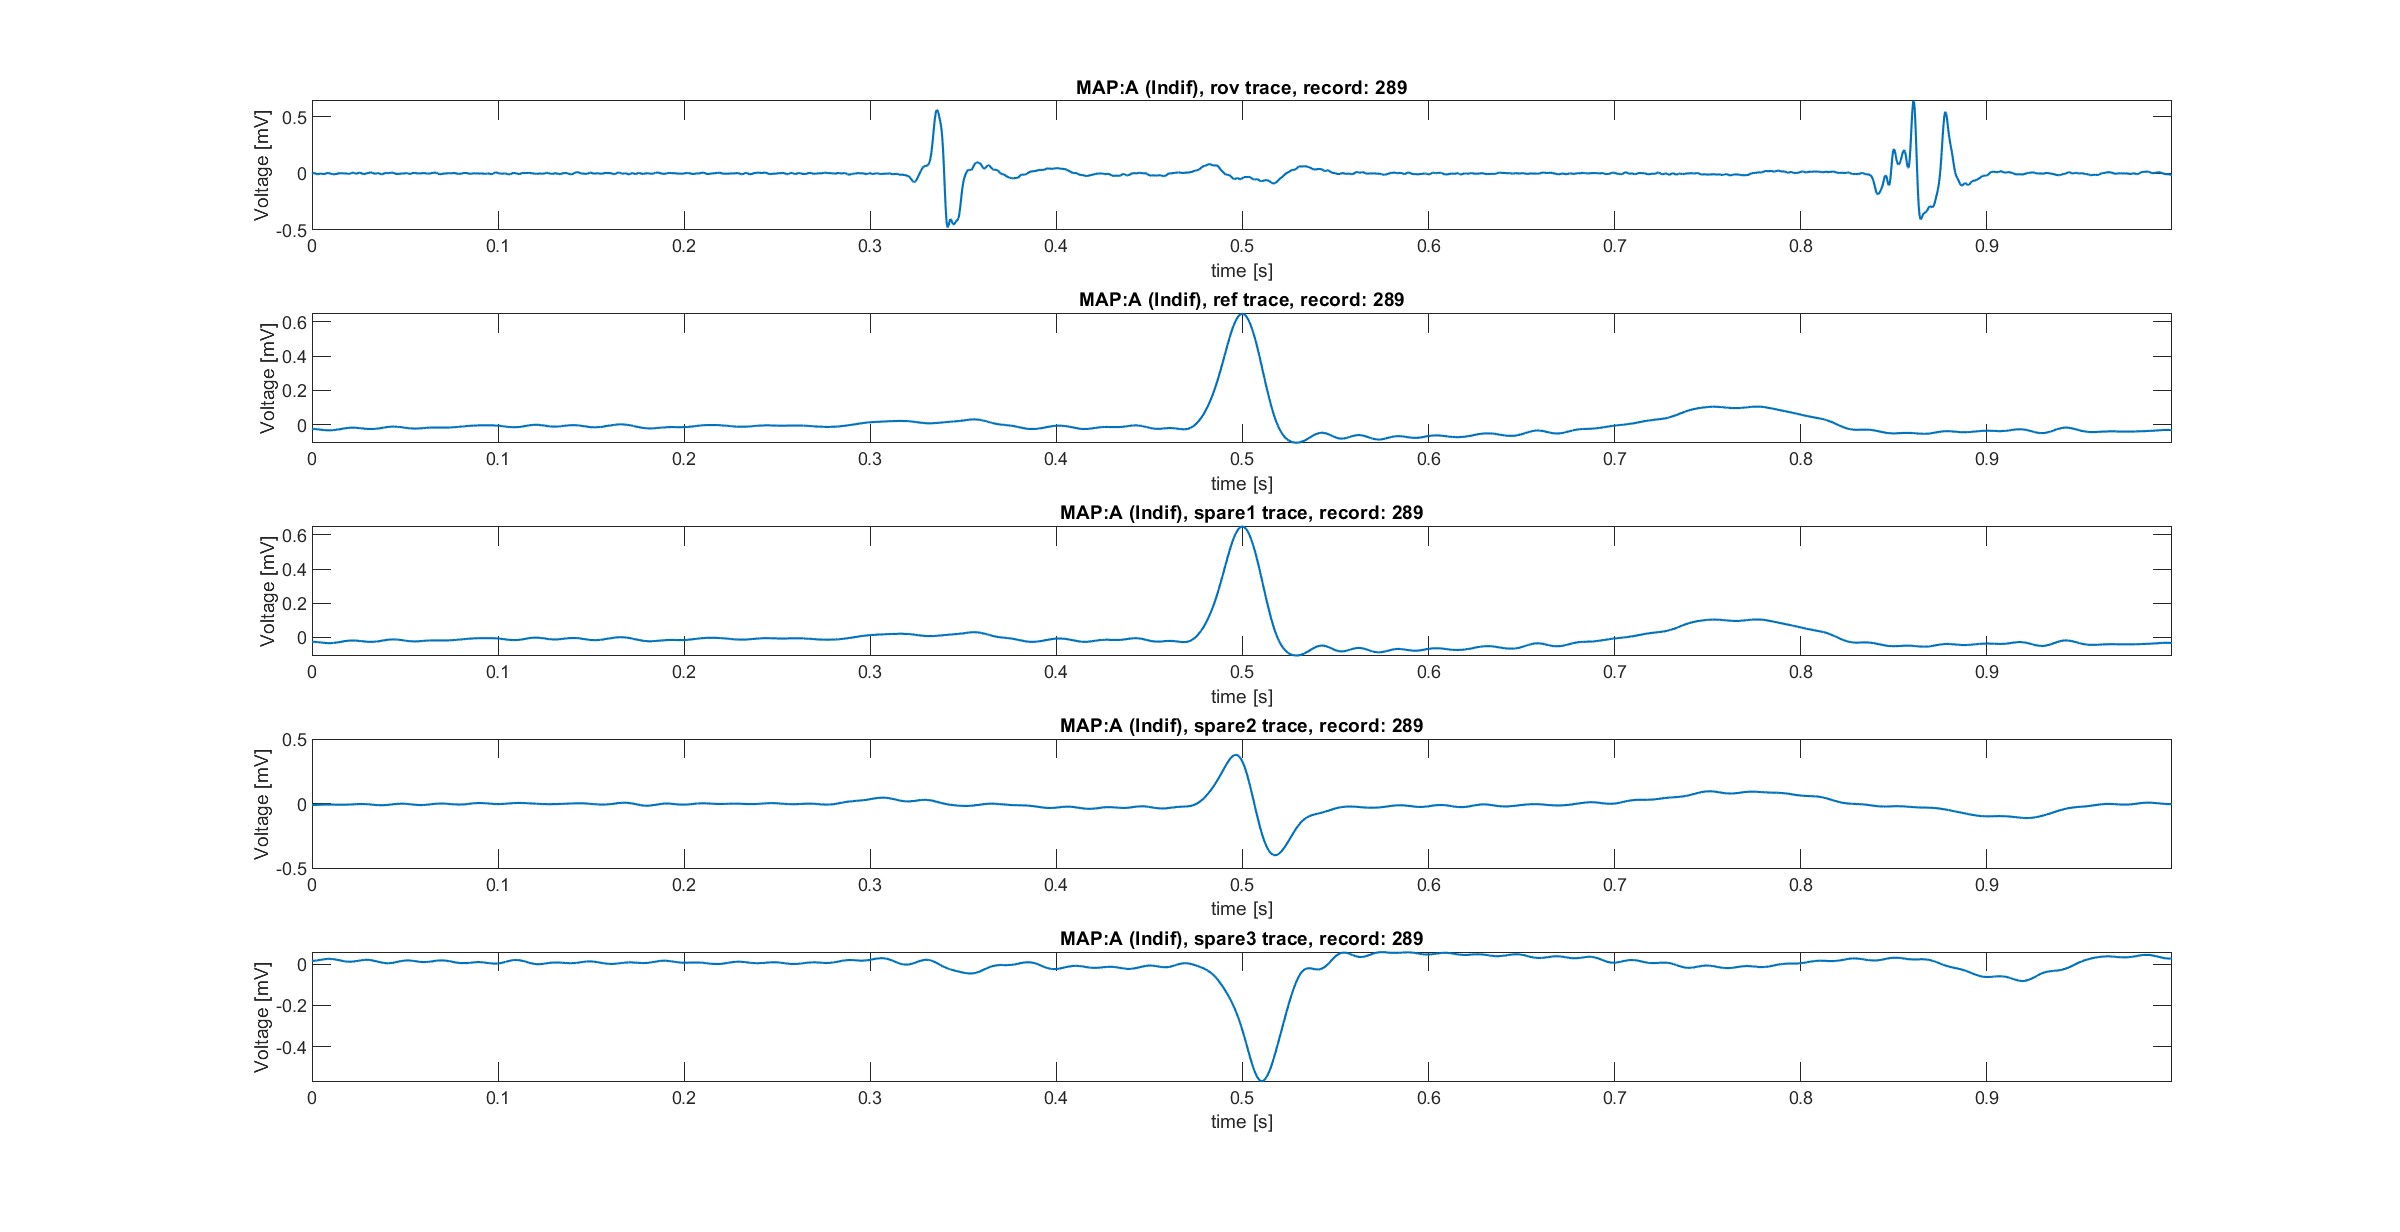 MAP:A (Indif), rov trace, record: 289
Voltage [mV]
0.5
0
-0.5
0 0.1 0.2 0.3 0.4 0.5 0.6 0.7 0.8 0.9
time [s]
MAP:A (Indif), ref trace, record: 289
Voltage [mV]
0.6
0.4
0.2
0
0 0.1 0.2 0.3 0.4 0.5 0.6 0.7 0.8 0.9
time [s]
MAP:A (Indif), spare1 trace, record: 289
Voltage [mV]
0.6
0.4
0.2
0
0 0.1 0.2 0.3 0.4 0.5 0.6 0.7 0.8 0.9
time [s]
MAP:A (Indif), spare2 trace, record: 289
Voltage [mV]
0.5
0
-0.5
0 0.1 0.2 0.3 0.4 0.5 0.6 0.7 0.8 0.9
time [s]
MAP:A (Indif), spare3 trace, record: 289
Voltage [mV]
0
-0.2
-0.4
0 0.1 0.2 0.3 0.4 0.5 0.6 0.7 0.8 0.9
time [s]